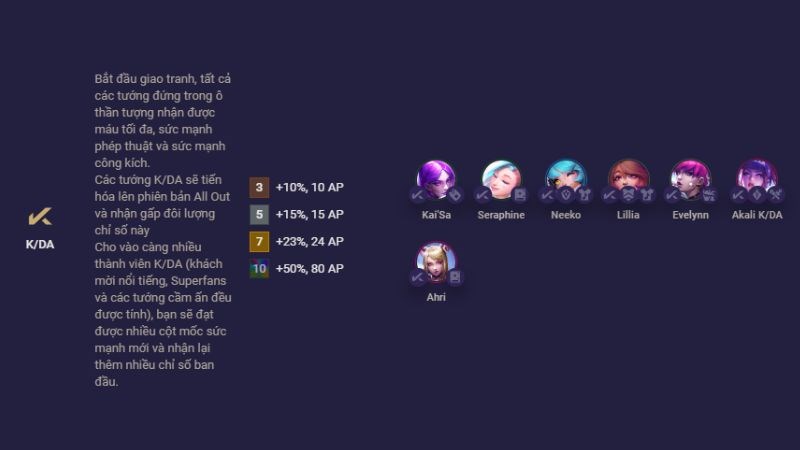 Bắt đầu giao tranh, tất cả
các tướng đứng trong ô
thần tượng nhận được
máu tối đa, sức mạnh
phép thuật và sức mạnh
công kích.
Các tướng K/DA sẽ tiến
hóa lên phiên bản All Out
và nhận gấp đôi lượng
chỉ số này
Cho vào càng nhiều
thành viên K/DA (khách
mời nổi tiếng, Superfans
và các tướng cầm ấn đều
được tính), bạn sẽ đạt
được nhiều cột mốc sức
mạnh mới và nhận lại
thêm nhiều chỉ số ban
đầu.
K/DA
3 +10%, 10 AP
5 +15%, 15 AP
7 +23%, 24 AP
10 +50%, 80 AP
Kai'Sa Seraphine Neeko Lillia Evelynn Akali K/DA
Ahri